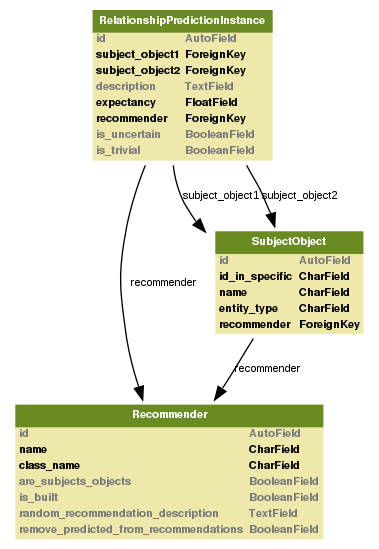 RelationshipPredictionInstance
id AutoField
subject_object1 ForeignKey
subject_object2 ForeignKey
description TextField
expectancy FloatField
recommender ForeignKey
is_uncertain BooleanField
is_trivial BooleanField
subject_object1 subject_object2
SubjectObject
id AutoField
id_in_specific CharField
name CharField
entity_type CharField
recommender ForeignKey
recommender
recommender
Recommender
id AutoField
name CharField
class_name CharField
are_subjects_objects BooleanField
is_built BooleanField
random_recommendation_description TextField
remove_predicted_from_recommendations BooleanField